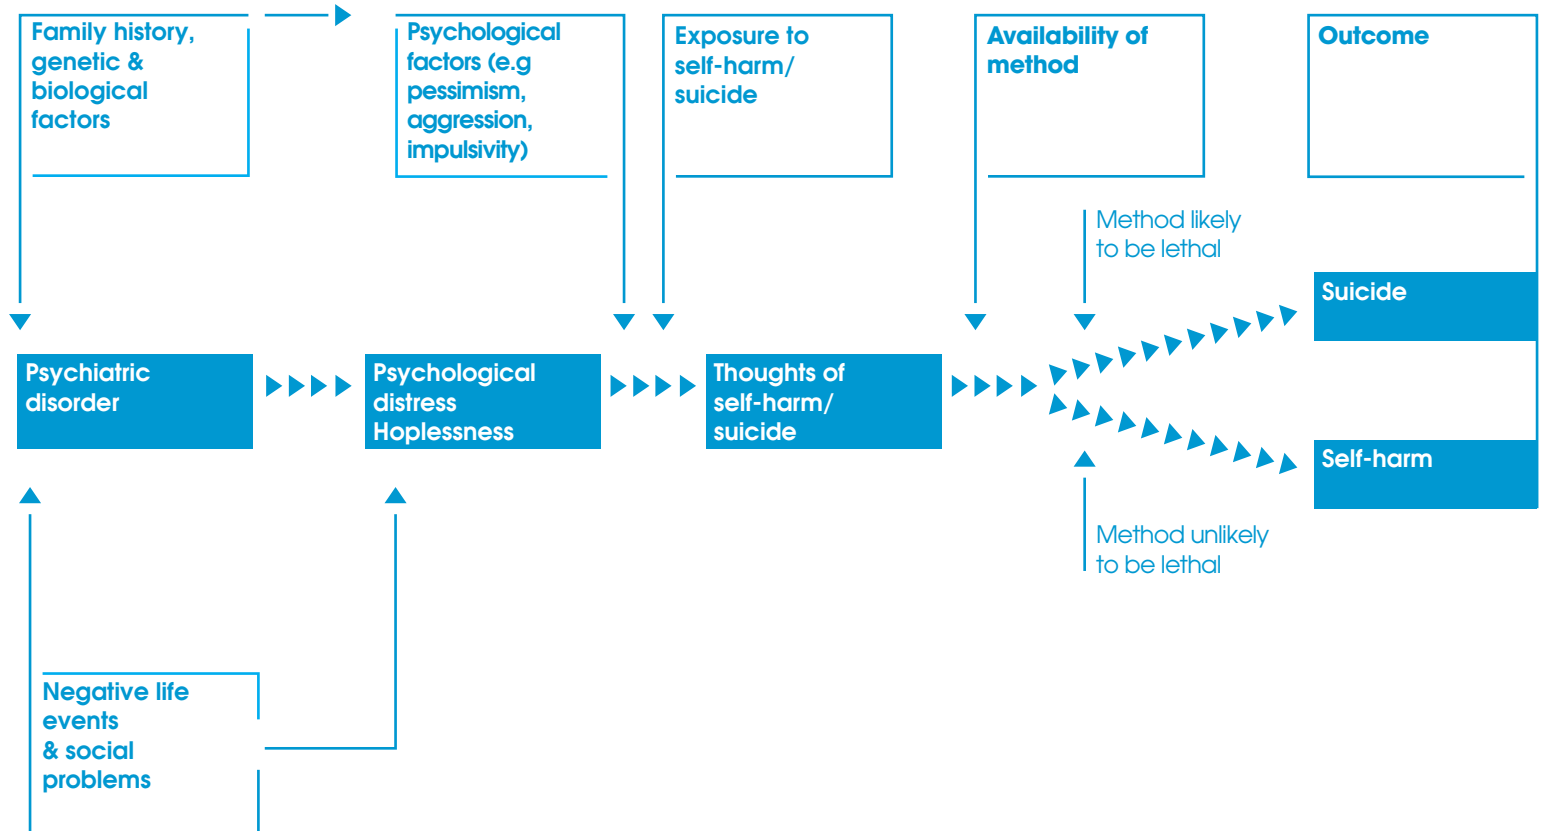 Family history,
genetic &
biological
factors
Psychological
factors (e.g
pessimism,
aggression,
impulsivity)
Exposure to
self-harm/
suicide
Availability of
method
Outcome
Method likely
to be lethal
Suicide
Psychiatric
disorder
Psychological
distress
Hoplessness
Thoughts of
self-harm/
suicide
Self-harm
Method unlikely
to be lethal
Negative life
events
& social
problems